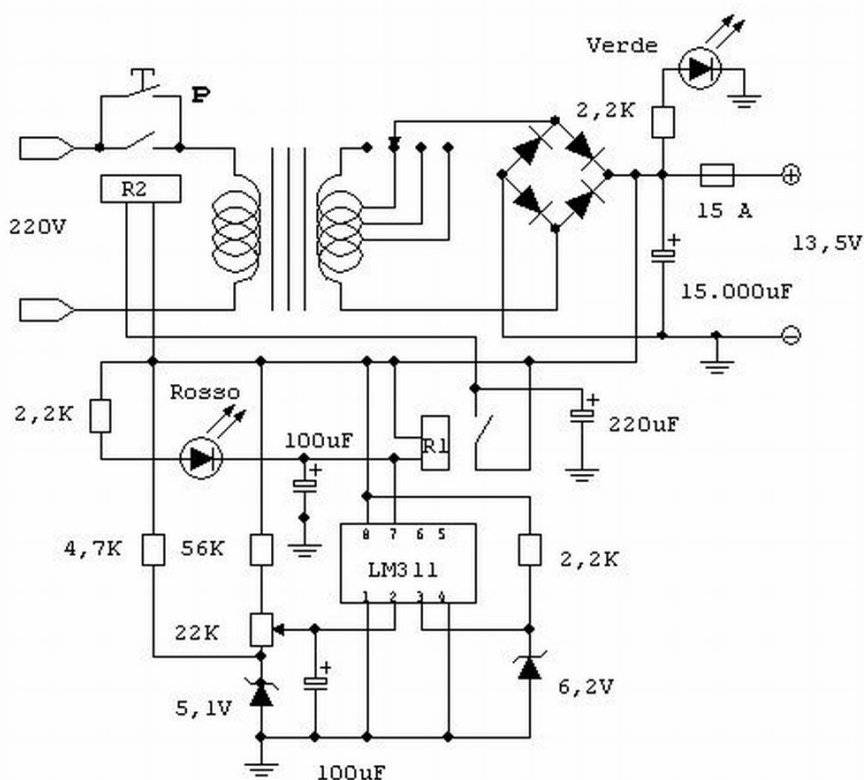 Verde
P
2,2K
R2
15 A
220V
13,5V
15.000uF
Rosso
2,2K
100uF
R1
220uF
8 7 6 5
4,7K
56K
LM311
2,2K
1 2 3 4
22K
6,2V
5,1V
100uF